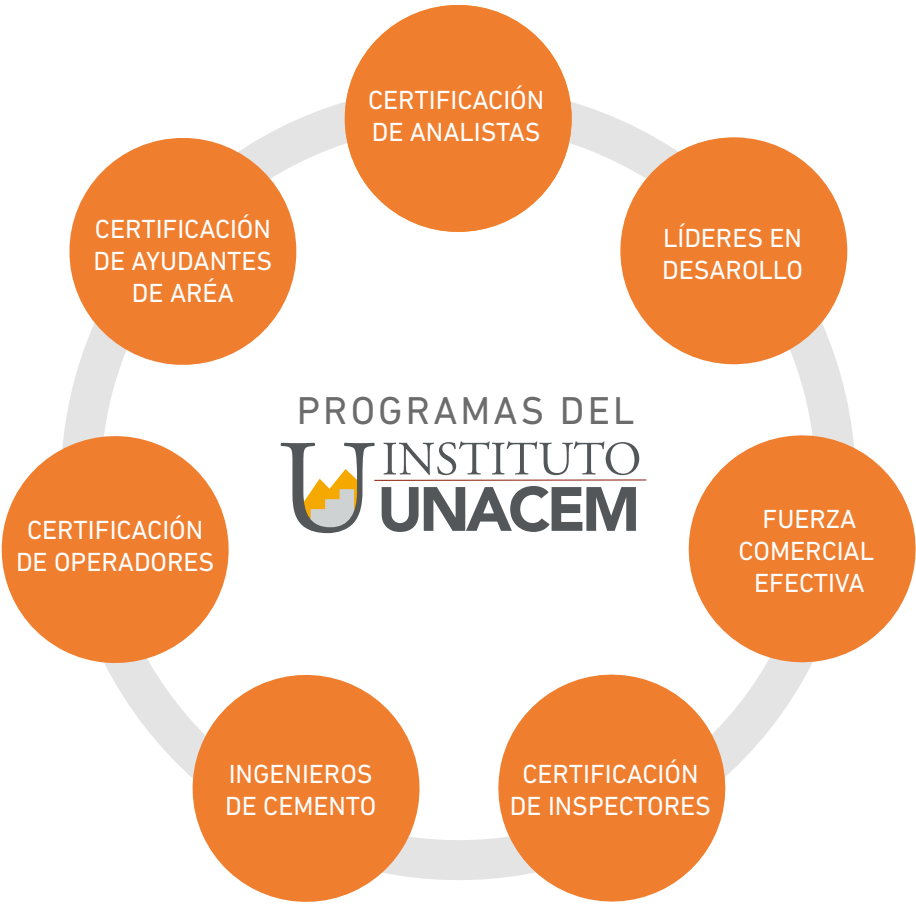 CERTIFICACIÓN
DE ANALISTAS
LÍDERES EN
DESAROLLO
FUERZA
COMERCIAL
EFECTIVA
CERTIFICACIÓN
DE INSPECTORES
INGENIEROS
DE CEMENTO
CERTIFICACIÓN
DE OPERADORES
CERTIFICACIÓN
DE AYUDANTES
DE ARÉA
PROGRAMAS DEL
INSTITUTO
UNACEM